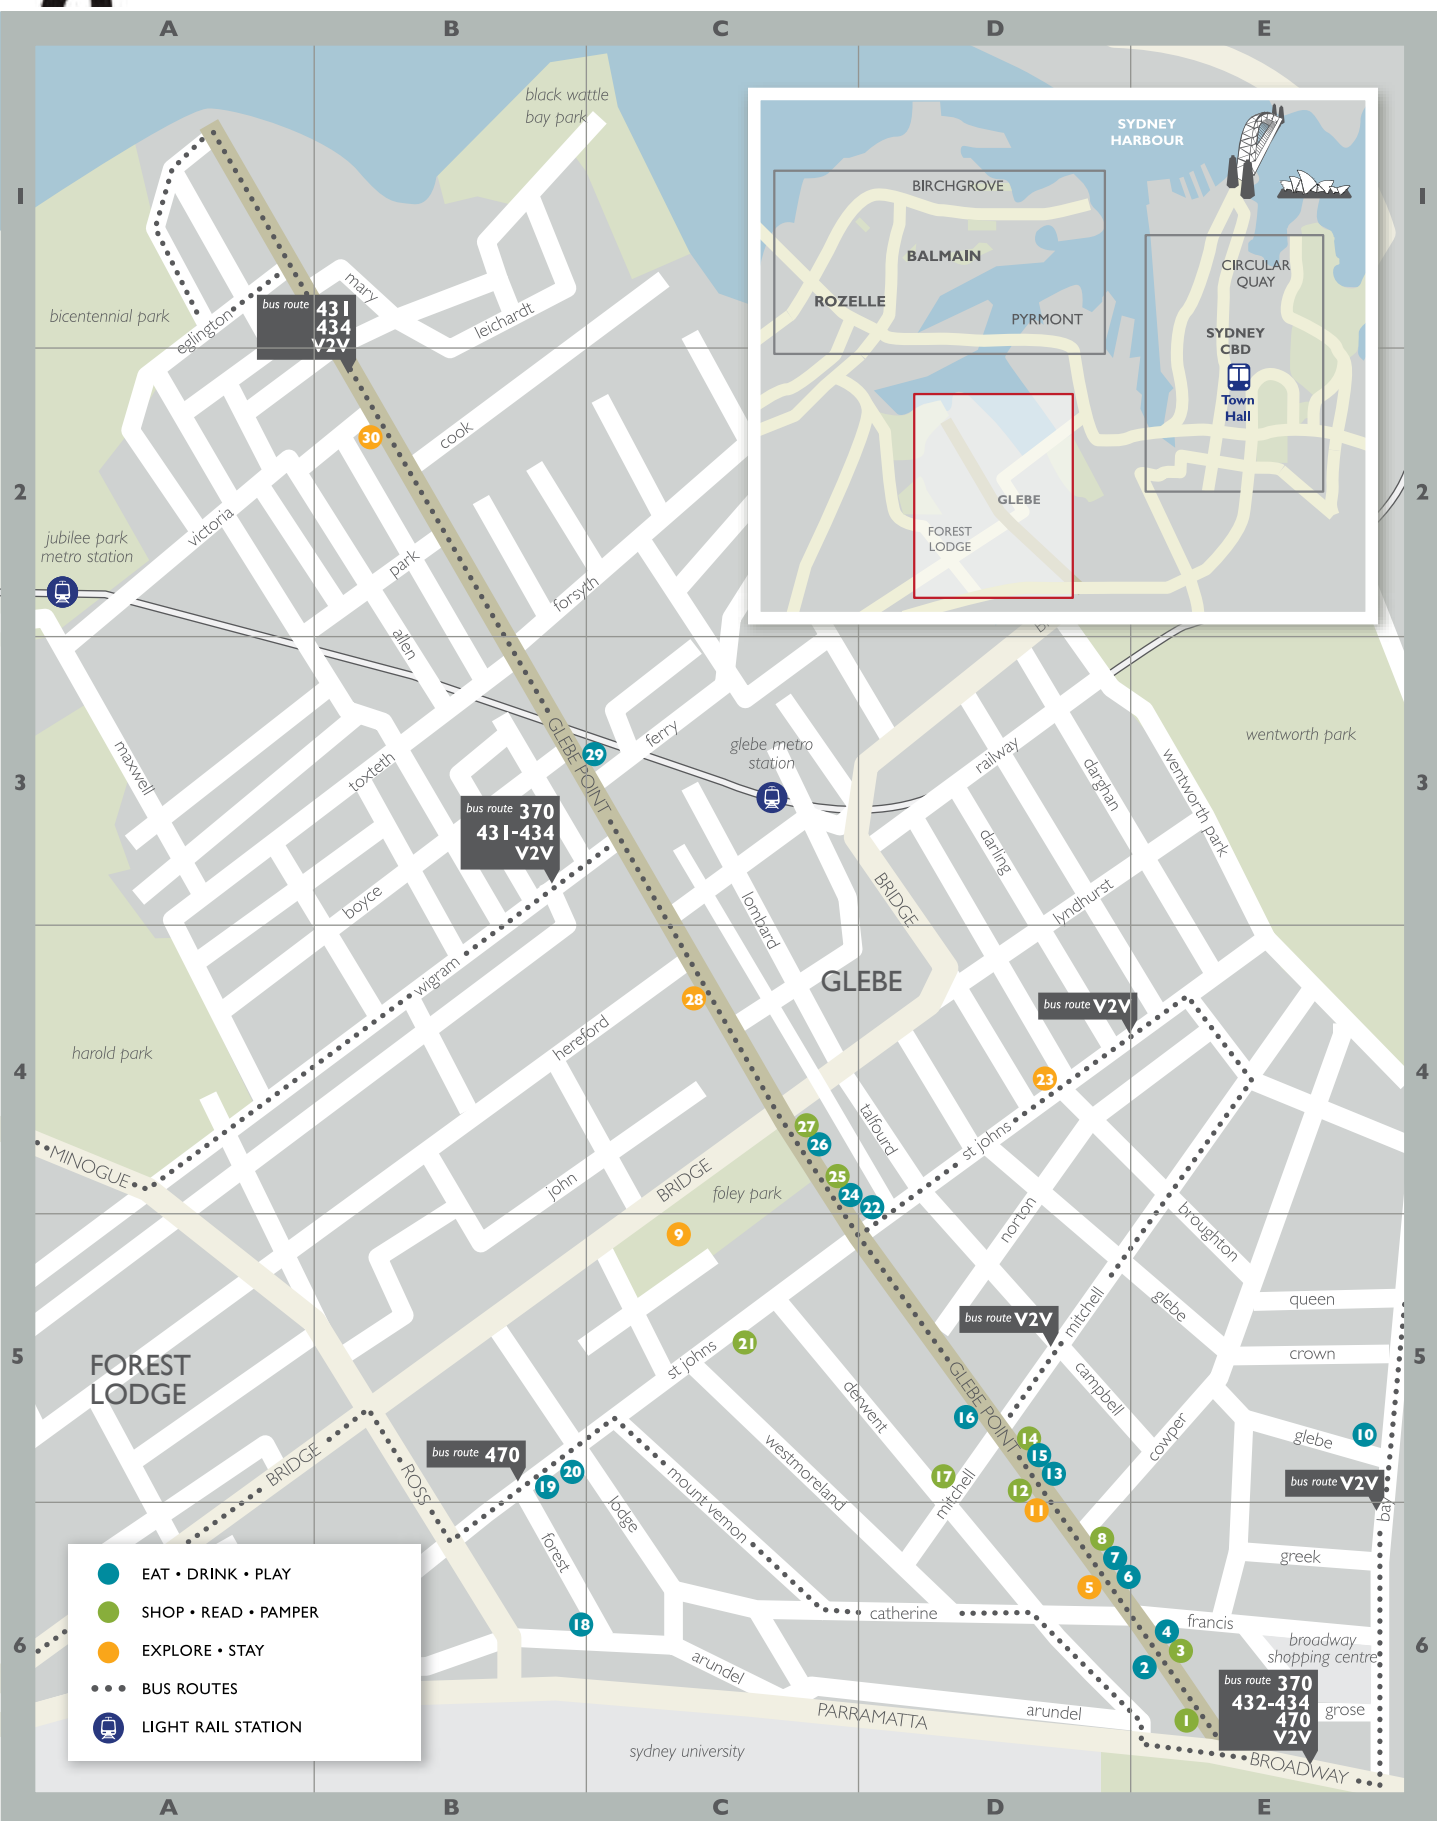 A B C D E
1
2
3
4
5
6
1
2
3
4
5
6
A B C D E
black wattle
bay park
bicentennial park
eglington
mary
leichardt
bus route 431
434
V2V
30
cook
victoria
jubilee park
metro station
park
allen
forsyth
maxwell
toxteth
GLEBE POINT
29
ferry
glebe metro
station
bus route 370
431-434
V2V
boyce
wigram
lombard
BRIDGE
railway
darghan
darling
lyndhurst
wentworth park
wentworth park
GLEBE
28
hereford
harold park
bus route V2V
23
MINOGUE
27
26
25
24
22
talfourd
st johns
john
BRIDGE
foley park
9
norton
broughton
glebe
mitchell
queen
crown
bus route V2V
FOREST
LODGE
21
st johns
derwent
GLEBE POINT
campbell
cowper
16
14
15
13
17
12
11
mitchell
glebe
10
bus route V2V
bay
BRIDGE
ROSS
bus route 470
20
19
westmoreland
mount vernon
lodge
forest
8
7
6
5
greek
18
catherine
francis
4
3
2
1
broadway
shopping centre
arundel
arundel
grose
bus route 370
432-434
470
V2V
PARRAMATTA
BROADWAY
sydney university
SYDNEY
HARBOUR
BIRCHGROVE
BALMAIN
ROZELLE
PYRMONT
CIRCULAR
QUAY
SYDNEY
CBD
Town
Hall
GLEBE
FOREST
LODGE
EAT • DRINK • PLAY
SHOP • READ • PAMPER
EXPLORE • STAY
BUS ROUTES
LIGHT RAIL STATION